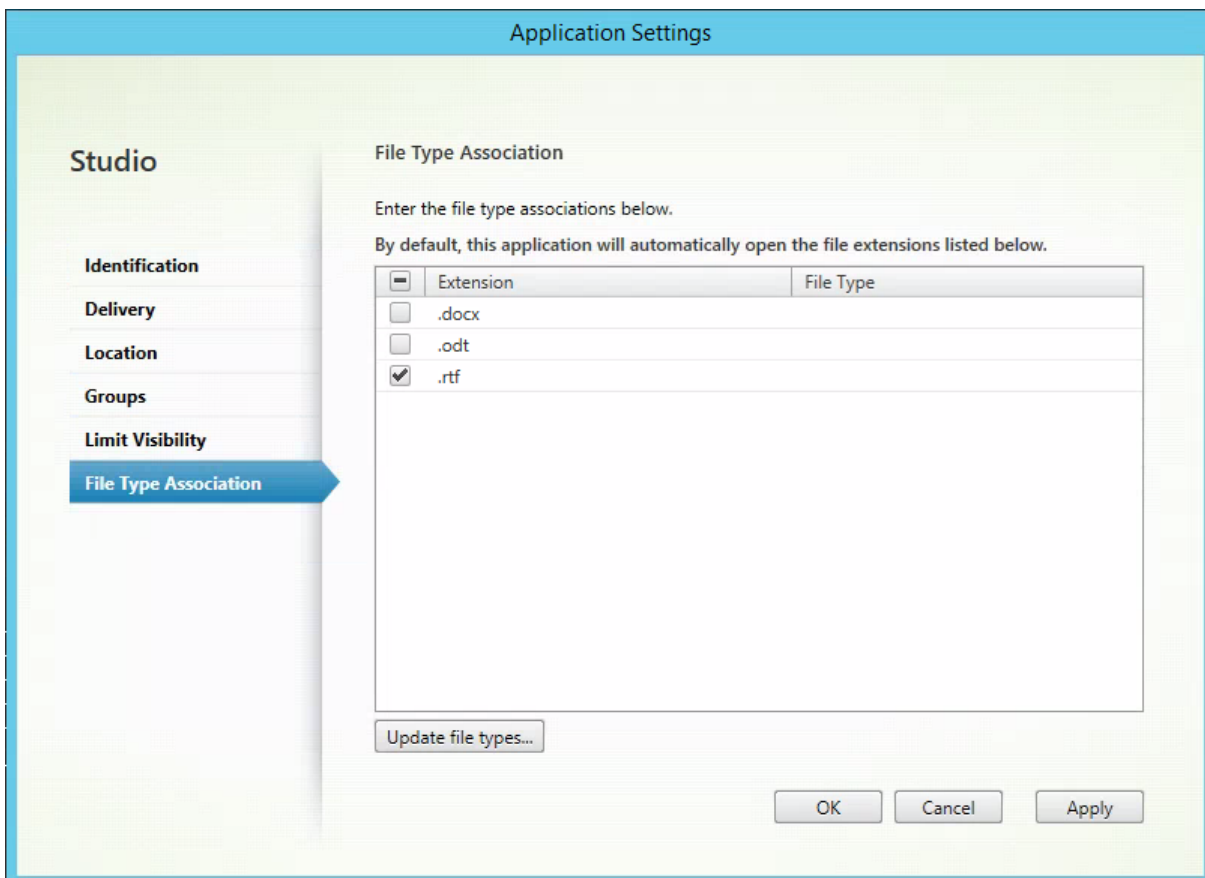 Application Settings
Studio
Identification
Delivery
Location
Groups
Limit Visibility
File Type Association
File Type Association
Enter the file type associations below.
By default, this application will automatically open the file extensions listed below.
Extension File Type
.docx
.odt
.rtf
Update file types...
OK Cancel Apply